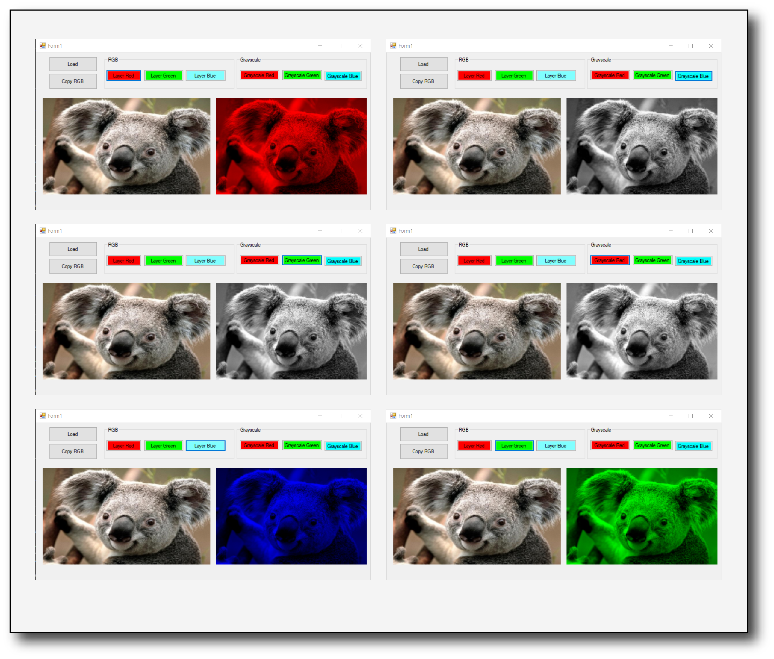 Form1
RGB
Grayscale
Load
Layer Red
Layer Green
Layer Blue
Grayscale Red
Grayscale Green
Grayscale Blue
Copy RGB
Form1
RGB
Grayscale
Load
Layer Red
Layer Green
Layer Blue
Grayscale Red
Grayscale Green
Grayscale Blue
Copy RGB
Form1
RGB
Grayscale
Load
Layer Red
Layer Green
Layer Blue
Grayscale Red
Grayscale Green
Grayscale Blue
Copy RGB
Form1
RGB
Grayscale
Load
Layer Red
Layer Green
Layer Blue
Grayscale Red
Grayscale Green
Grayscale Blue
Copy RGB
Form1
RGB
Grayscale
Load
Layer Red
Layer Green
Layer Blue
Grayscale Red
Grayscale Green
Grayscale Blue
Copy RGB
Form1
RGB
Grayscale
Load
Layer Red
Layer Green
Layer Blue
Grayscale Red
Grayscale Green
Grayscale Blue
Copy RGB